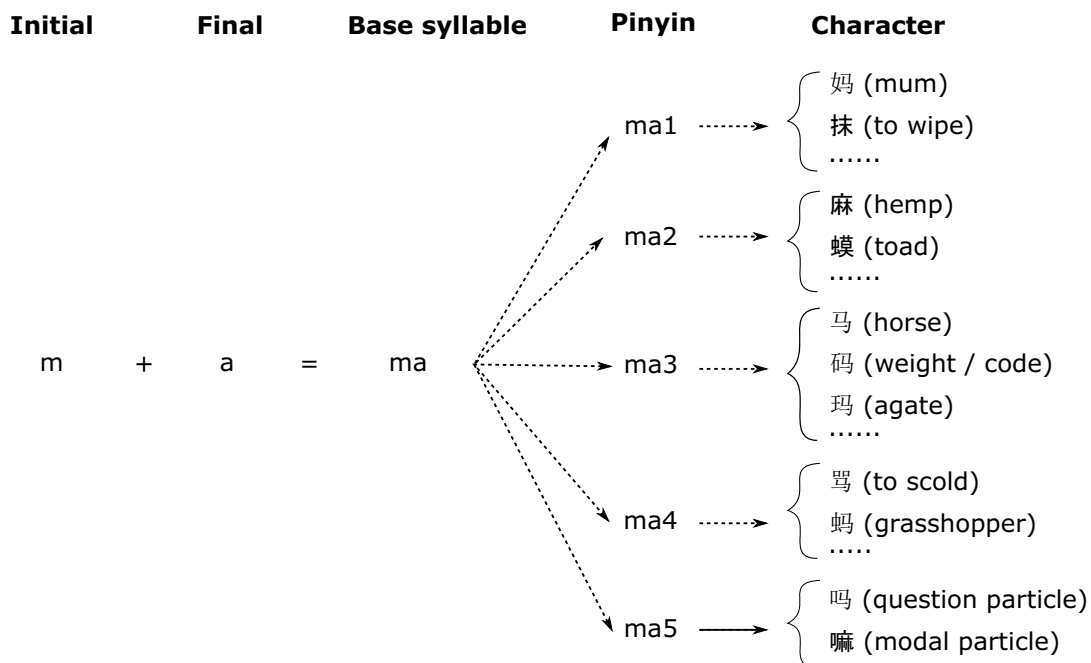 Initial Final Base syllable Pinyin Character
妈 (mum)
ma1
抹 (to wipe)
......
麻 (hemp)
ma2
蟆 (toad)
......
马 (horse)
m + a = ma ma3
码 (weight / code)
玛 (agate)
......
骂 (to scold)
ma4
蚂 (grasshopper)
.....
吗 (question particle)
ma5
嘛 (modal particle)